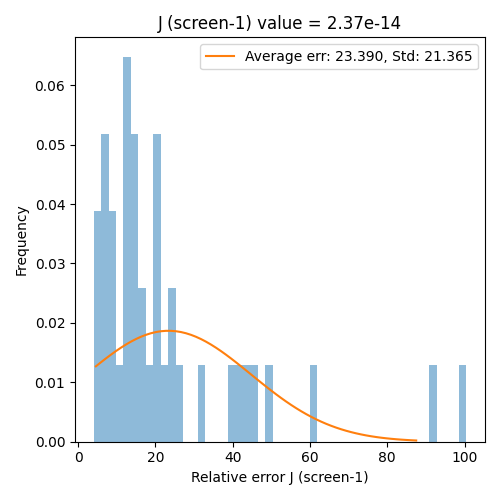 J (screen-1) value = 2.37e-14
Average err: 23.390, Std: 21.365
Frequency
0.06
0.05
0.04
0.03
0.02
0.01
0.00
0 20 40 60 80 100
Relative error J (screen-1)